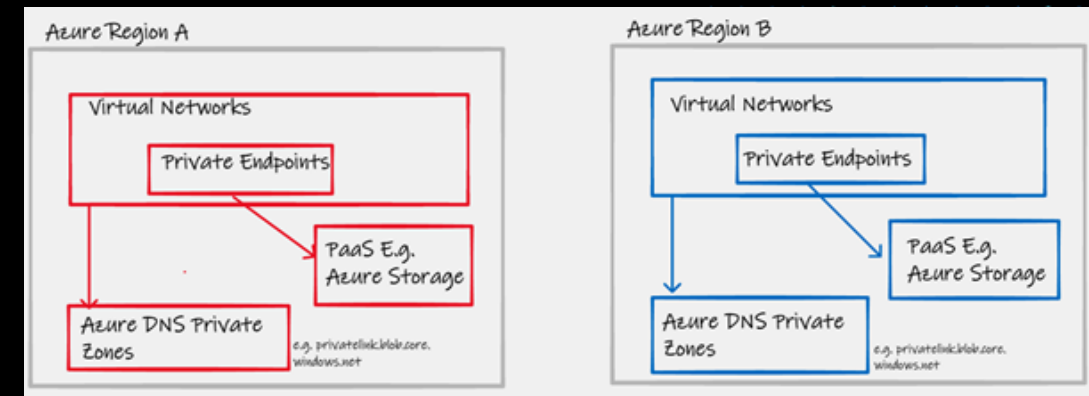 Azure Region A
Virtual Networks
Private Endpoints
PaaS E.g.
Azure Storage
Azure DNS Private
Zones
e.g. privatelink.blob.core.
windows.net
Azure Region B
Virtual Networks
Private Endpoints
PaaS E.g.
Azure Storage
Azure DNS Private
Zones
e.g. privatelink.blob.core.
windows.net